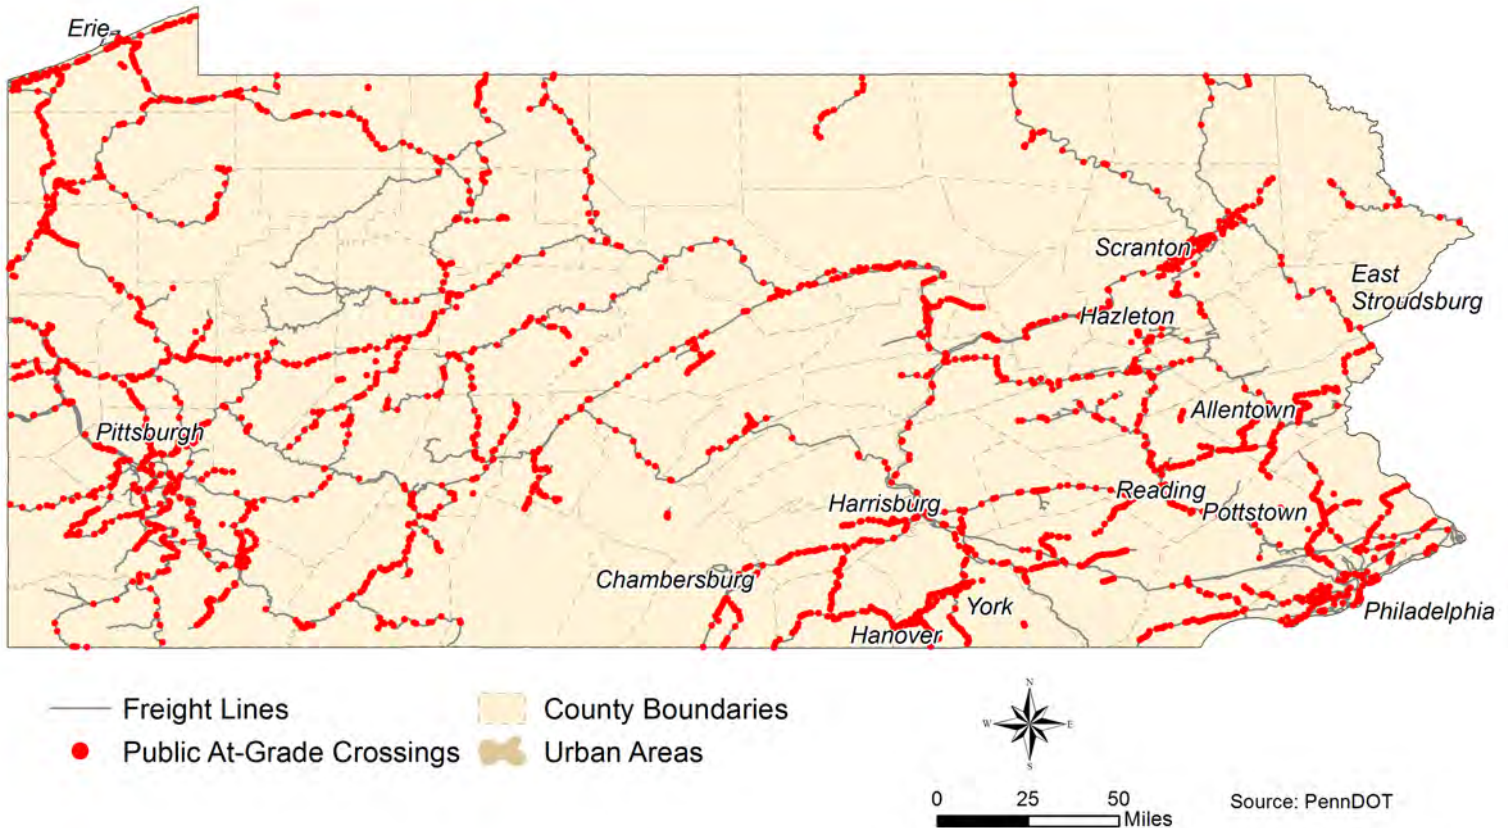 Erie
Scranton
East
Stroudsburg
Hazleton
Allentown
Pittsburgh
Reading
Harrisburg
Pottstown
Chambersburg
York
Philadelphia
Hanover
Freight Lines
County Boundaries
Public At-Grade Crossings
Urban Areas
N
W
E
S
0 25 50
Miles
Source: PennDOT